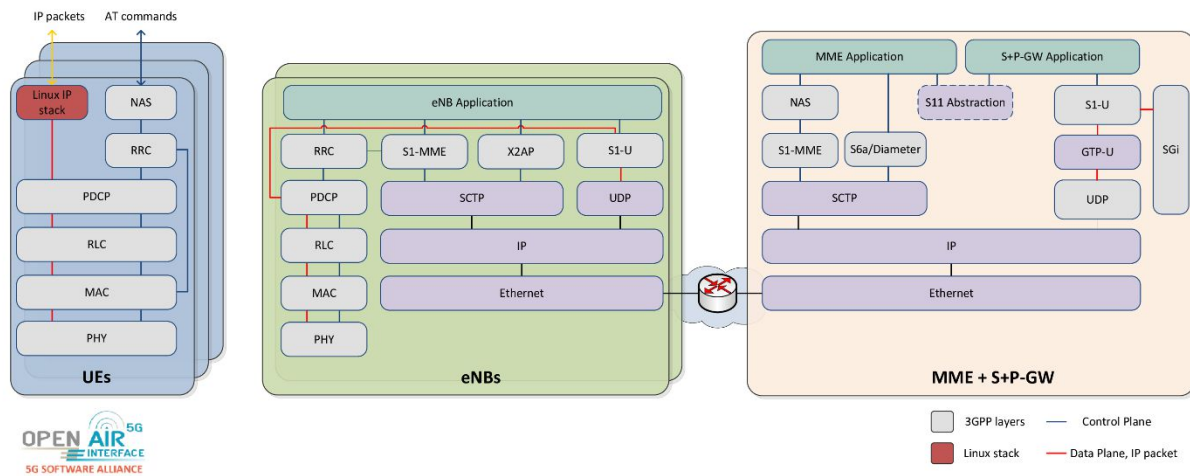 IP packets
AT commands
Linux IP
stack
NAS
RRC
PDCP
RLC
MAC
PHY
UEs
eNB Application
RRC
S1-MME
X2AP
S1-U
PDCP
SCTP
UDP
RLC
IP
MAC
Ethernet
PHY
eNBs
MME Application
S+P-GW Application
NAS
S11 Abstraction
S1-U
S1-MME
S6a/Diameter
GTP-U
SGi
SCTP
UDP
IP
Ethernet
MME + S+P-GW
3GPP layers
Control Plane
Linux stack
Data Plane, IP packet
OPEN AIR 5G
INTERFACE
5G SOFTWARE ALLIANCE